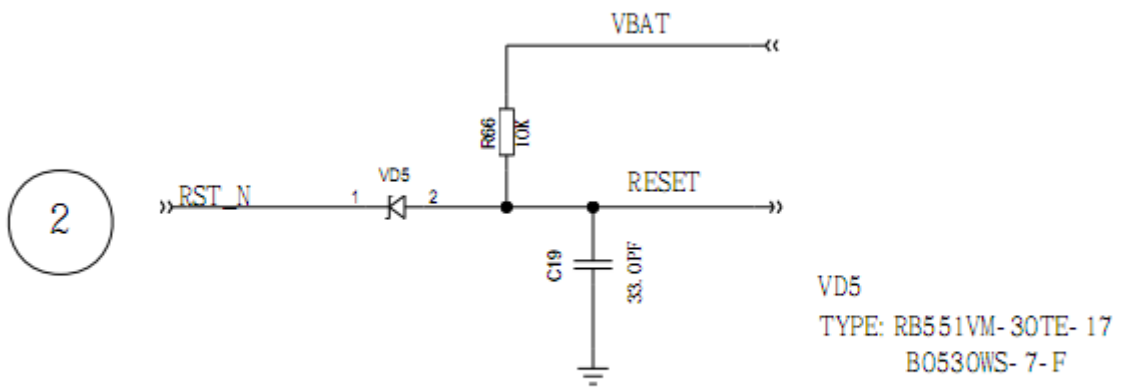 VBAT
R66
10K
VD5
2
RST_N
1
2
RESET
C19
33.0PF
VD5
TYPE: RB551VM-30TE-17
B0530WS-7-F